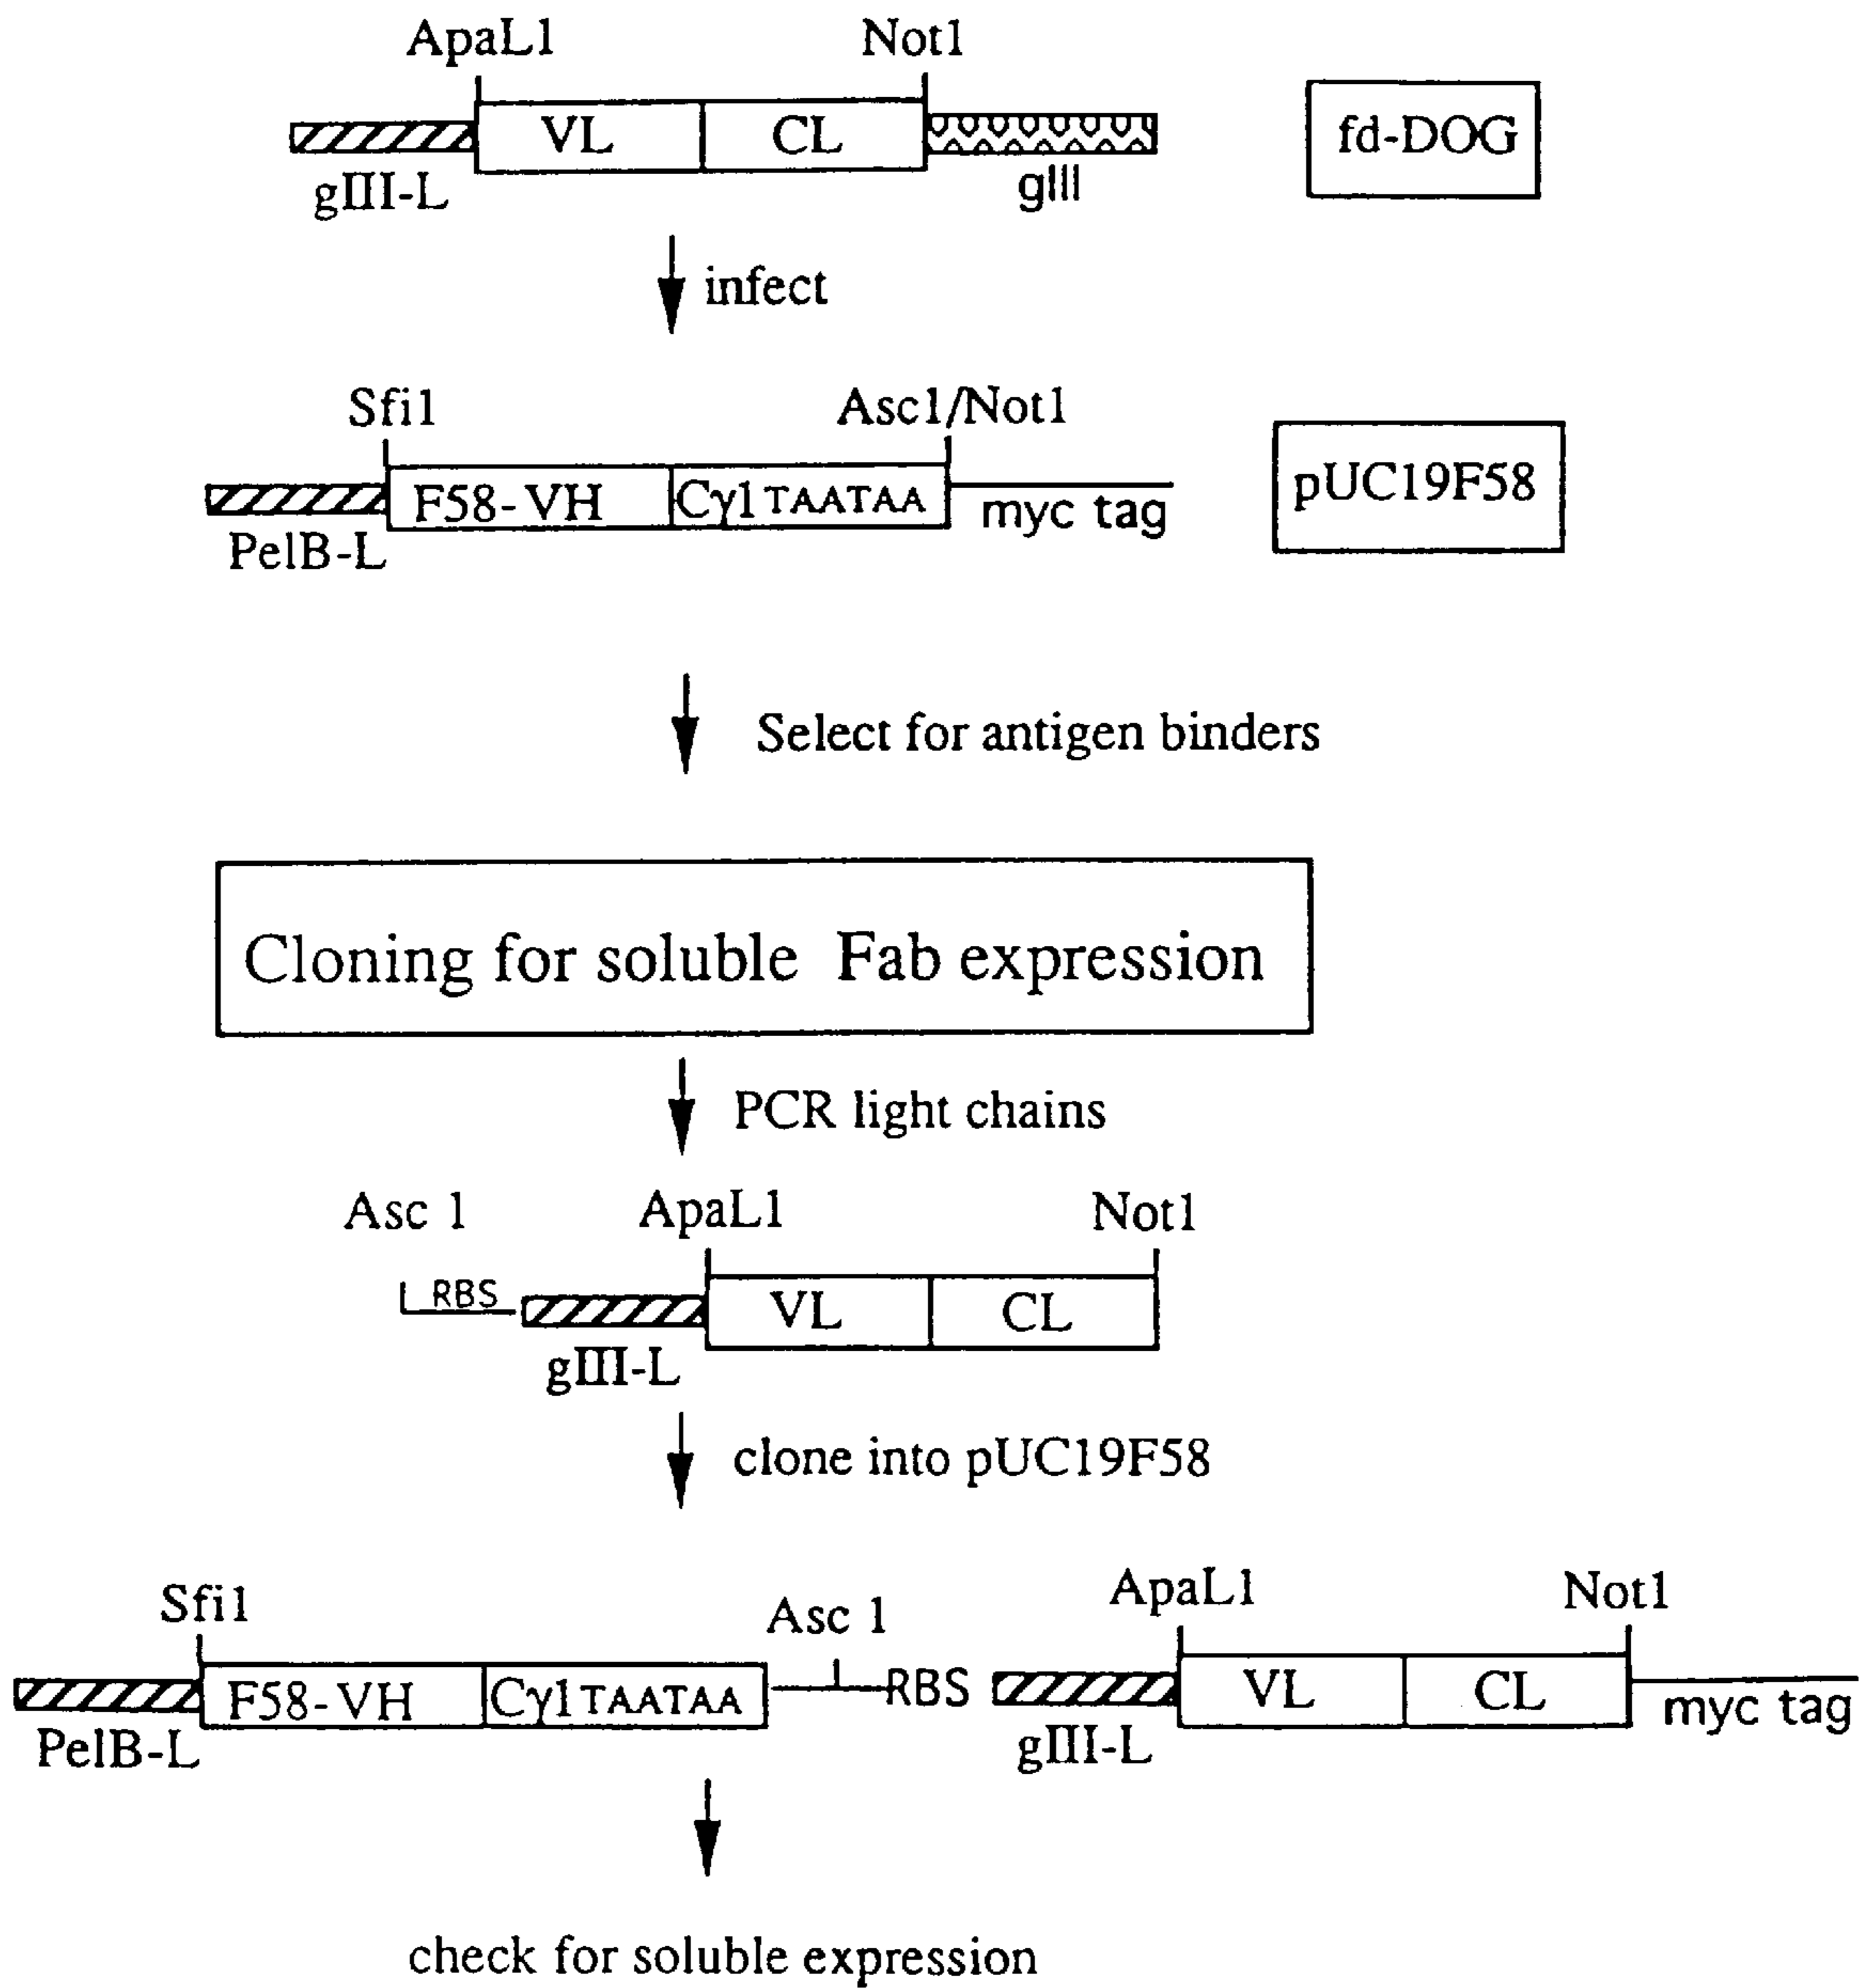 ApaL1 Not1
VL CL fd-DOG
gIII-L gIII
infect
Sfi1 Asc1/Not1
F58-VH Cγ1TAATAA myc tag pUC19F58
PelB-L
Select for antigen binders
Cloning for soluble Fab expression
PCR light chains
Asc 1 ApaL1 Not1
RBS VL CL
gIII-L
clone into pUC19F58
Sfi1 Asc 1 ApaL1 Not1
F58-VH Cγ1TAATAA RBS VL CL myc tag
PelB-L gIII-L
check for soluble expression